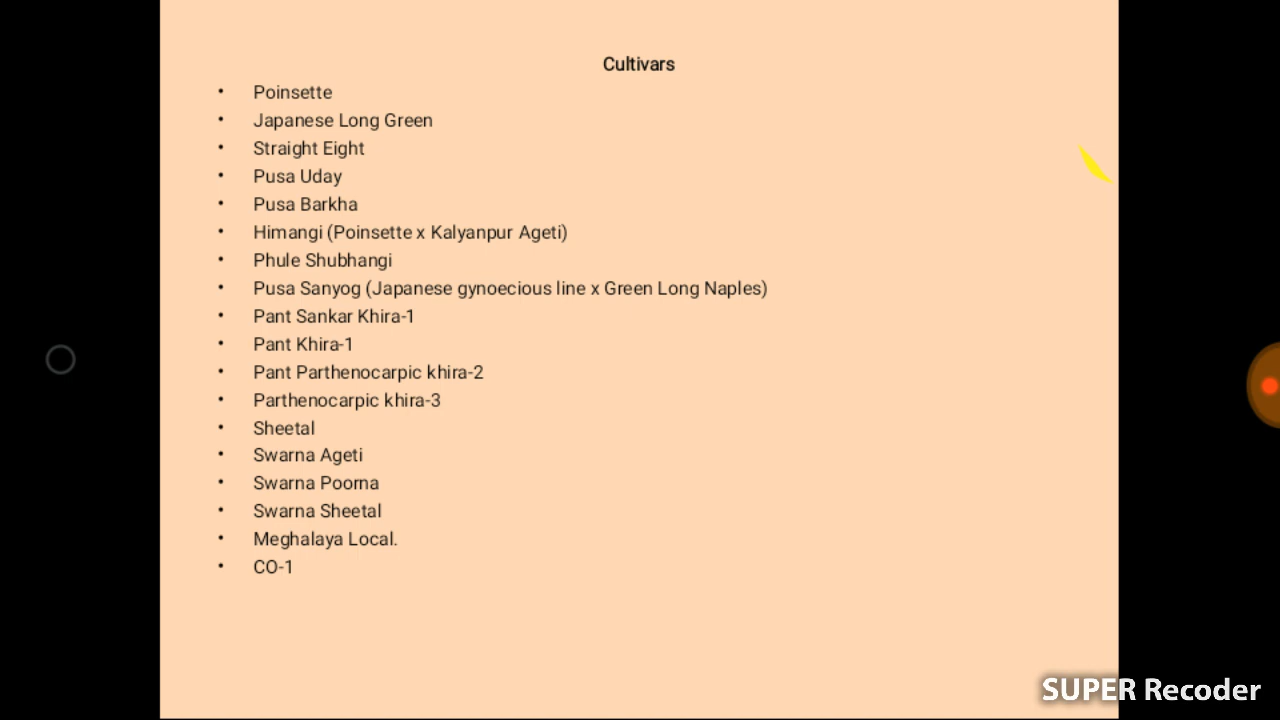 Cultivars
• Poinsette
• Japanese Long Green
• Straight Eight
• Pusa Uday
• Pusa Barkha
• Himangi (Poinsette x Kalyanpur Ageti)
• Phule Shubhangi
• Pusa Sanyog (Japanese gynoecious line x Green Long Naples)
• Pant Sankar Khira-1
• Pant Khira-1
• Pant Parthenocarpic khira-2
• Parthenocarpic khira-3
• Sheetal
• Swarna Ageti
• Swarna Poorna
• Swarna Sheetal
• Meghalaya Local.
• CO-1
SUPER Recoder